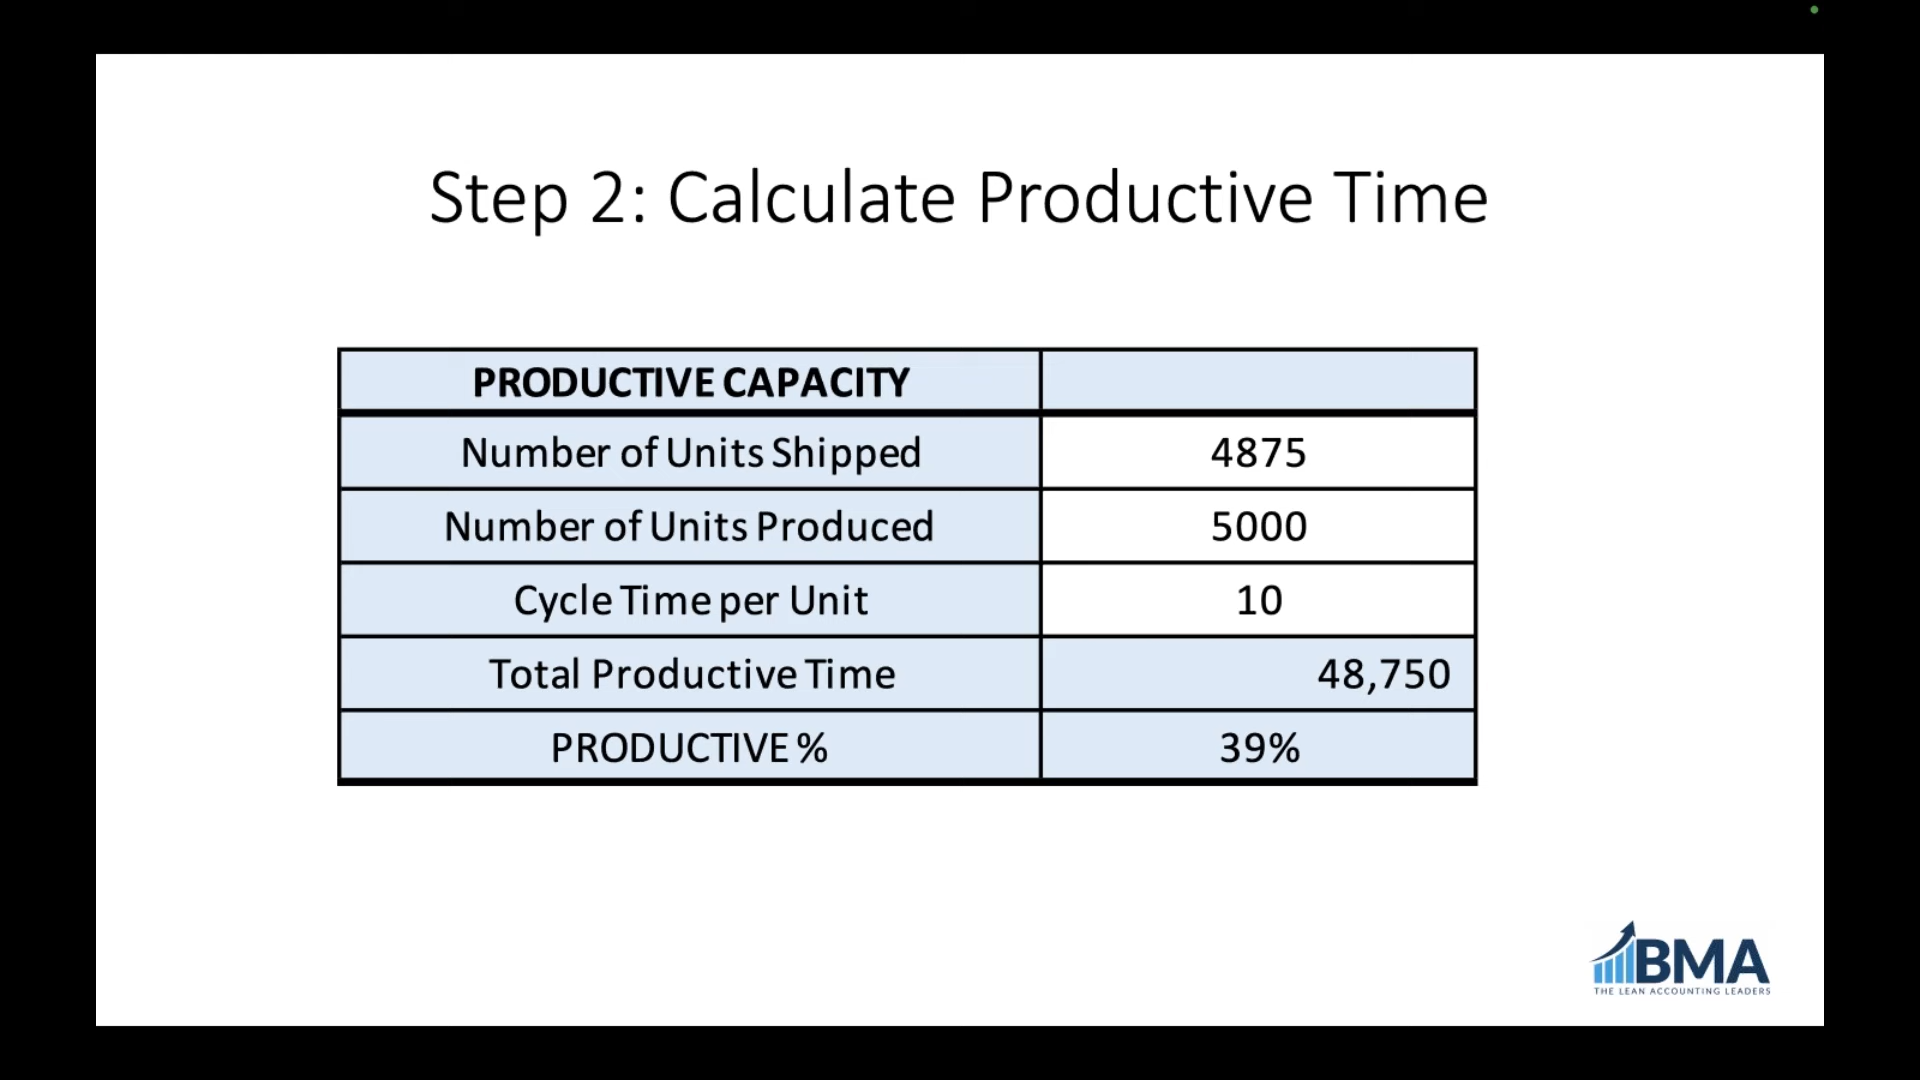 Step 2: Calculate Productive Time
PRODUCTIVE CAPACITY
Number of Units Shipped 4875
Number of Units Produced 5000
Cycle Time per Unit 10
Total Productive Time 48,750
PRODUCTIVE % 39%
BMA
THE LEAN ACCOUNTING LEADERS